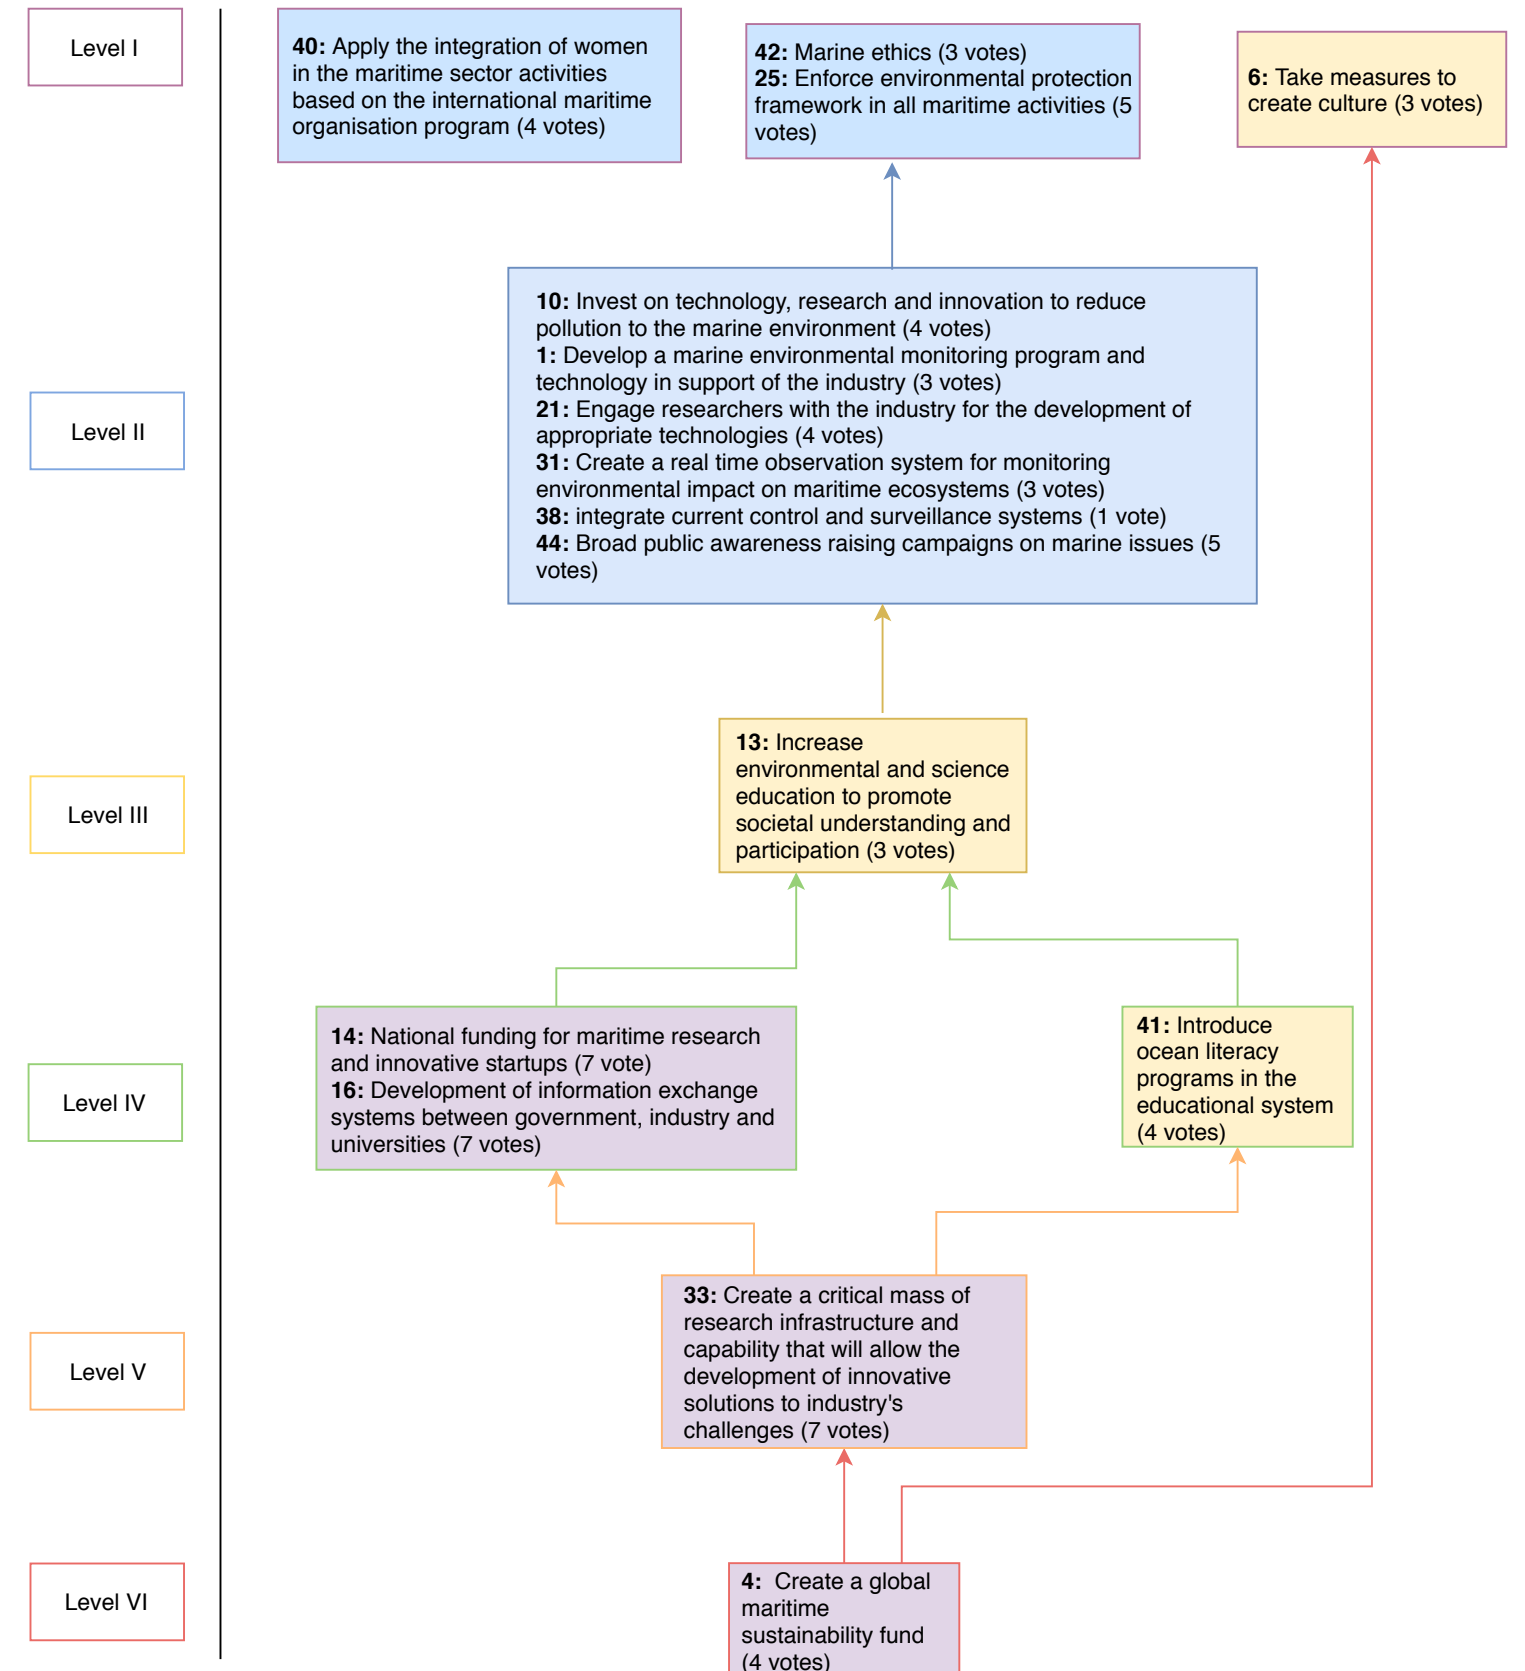 Level I
40: Apply the integration of women
in the maritime sector activities
based on the international maritime
organisation program (4 votes)
42: Marine ethics (3 votes)
25: Enforce environmental protection
framework in all maritime activities (5
votes)
6: Take measures to
create culture (3 votes)
Level II
10: Invest on technology, research and innovation to reduce
pollution to the marine environment (4 votes)
1: Develop a marine environmental monitoring program and
technology in support of the industry (3 votes)
21: Engage researchers with the industry for the development of
appropriate technologies (4 votes)
31: Create a real time observation system for monitoring
environmental impact on maritime ecosystems (3 votes)
38: integrate current control and surveillance systems (1 vote)
44: Broad public awareness raising campaigns on marine issues (5
votes)
Level III
13: Increase
environmental and science
education to promote
societal understanding and
participation (3 votes)
Level IV
14: National funding for maritime research
and innovative startups (7 vote)
16: Development of information exchange
systems between government, industry and
universities (7 votes)
41: Introduce
ocean literacy
programs in the
educational system
(4 votes)
Level V
33: Create a critical mass of
research infrastructure and
capability that will allow the
development of innovative
solutions to industry's
challenges (7 votes)
Level VI
4: Create a global
maritime
sustainability fund
(4 votes)